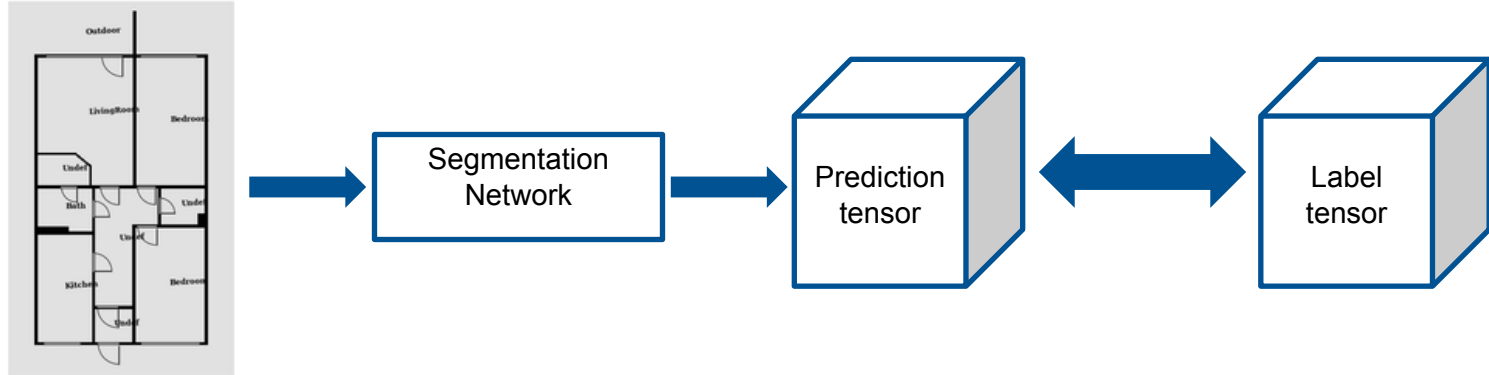 Outdoor
LivingRoom
Bedroom
Undef
Bath
Undef
Undef
Kitchen
Bedroom
Undef
Segmentation
Network
Prediction
tensor
Label
tensor